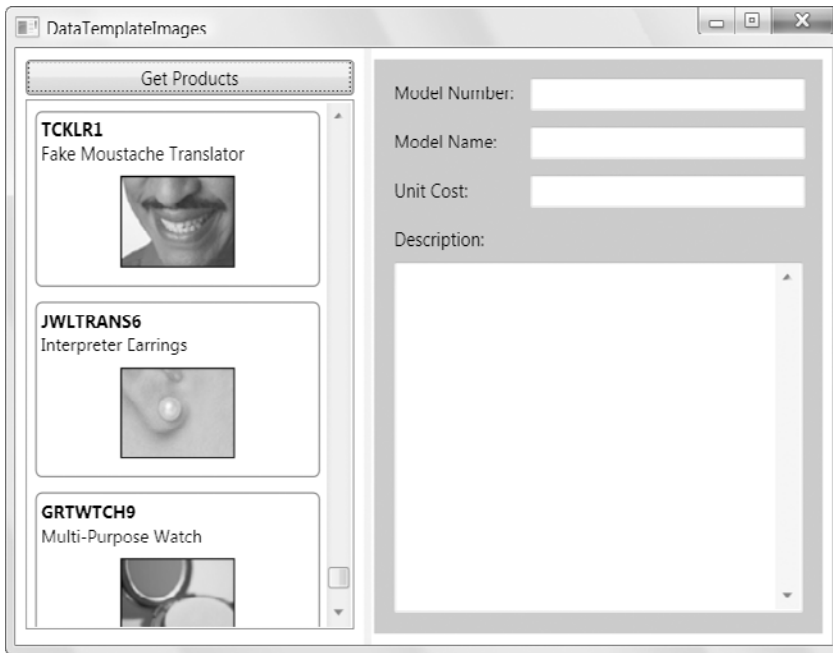 DataTemplateImages
Get Products
TCKLR1
Fake Moustache Translator
JWLTRANS6
Interpreter Earrings
GRTWTCH9
Multi-Purpose Watch
Model Number:
Model Name:
Unit Cost:
Description: